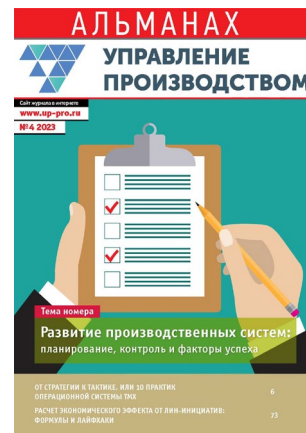 АЛЬМАНАХ
УПРАВЛЕНИЕ
ПРОИЗВОДСТВОМ
Сайт журнала в интернете
www.up-pro.ru
№4 2023
Тема номера
Развитие производственных систем:
планирование, контроль и факторы успеха
ОТ СТРАТЕГИИ К ТАКТИКЕ, ИЛИ 10 ПРАКТИК
ОПЕРАЦИОННОЙ СИСТЕМЫ ТМХ 6
РАСЧЕТ ЭКОНОМИЧЕСКОГО ЭФФЕКТА ОТ ЛИН-ИНИЦИАТИВ:
ФОРМУЛЫ И ЛАЙФХАКИ 73